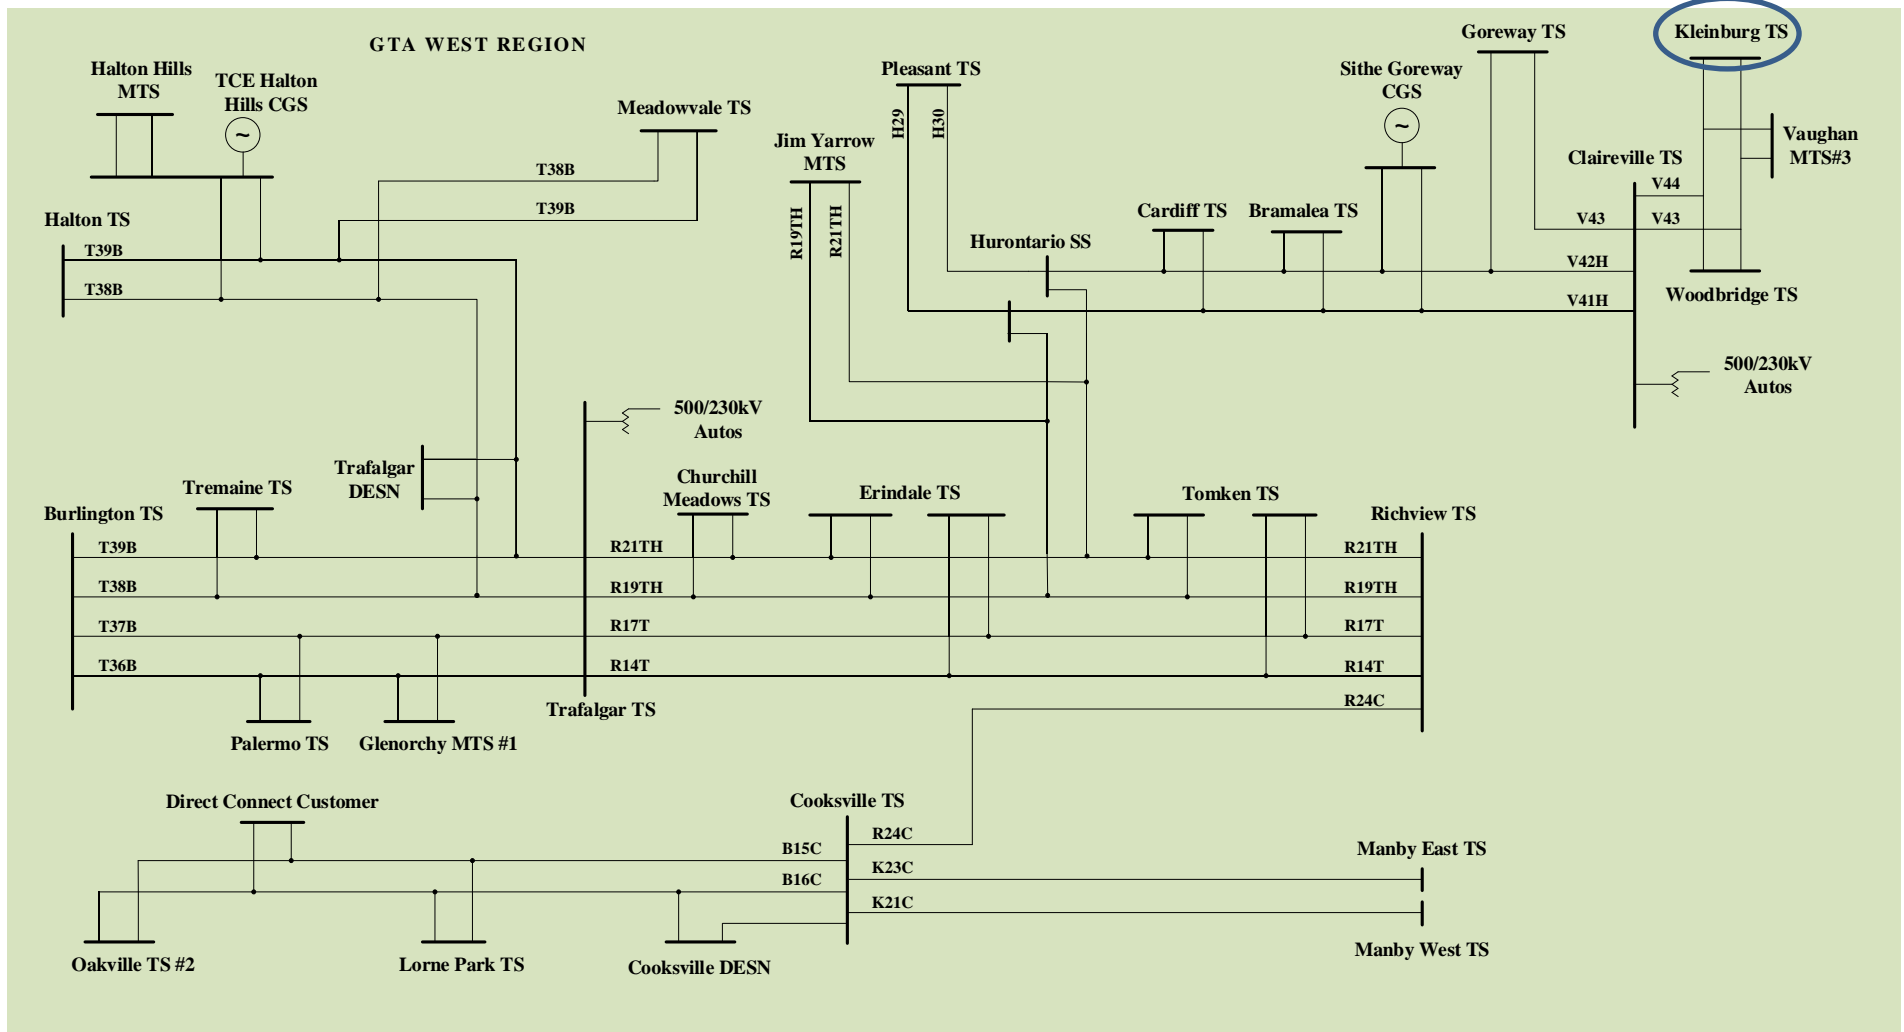 GTA WEST REGION
Halton Hills
MTS
TCE Halton
Hills CGS
~
Meadowvale TS
T38B
T39B
Halton TS
T39B
T38B
Pleasant TS
H29
H30
Jim Yarrow
MTS
R19TH
R21TH
Hurontario SS
Cardiff TS
Bramalea TS
Sithe Goreway
CGS
~
Goreway TS
Kleinburg TS
Vaughan
MTS#3
Claireville TS
V44
V43
V43
V42H
V41H
Woodbridge TS
500/230kV
Autos
500/230kV
Autos
Trafalgar
DESN
Tremaine TS
Burlington TS
T39B
T38B
T37B
T36B
Palermo TS
Glenorchy MTS #1
Trafalgar TS
Churchill
Meadows TS
Erindale TS
Tomken TS
Richview TS
R21TH
R19TH
R17T
R14T
R21TH
R19TH
R17T
R14T
R24C
Direct Connect Customer
Cooksville TS
B15C
B16C
R24C
K23C
K21C
Manby East TS
Manby West TS
Oakville TS #2
Lorne Park TS
Cooksville DESN